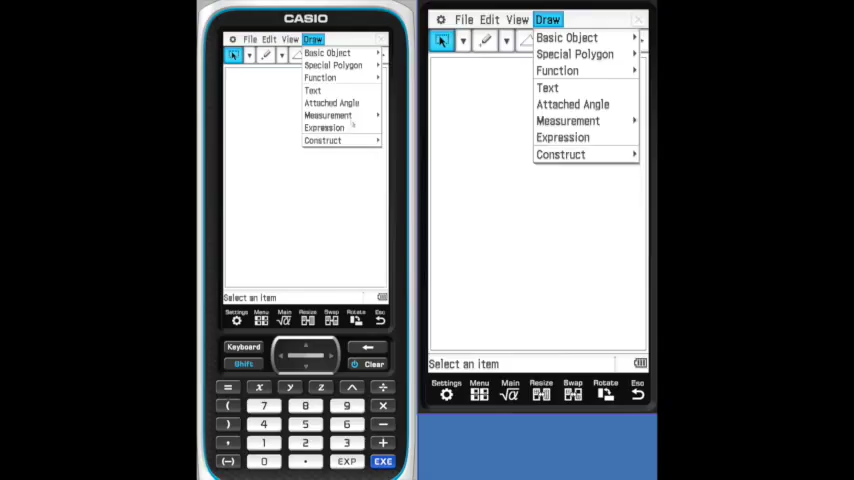 CASIO
File Edit View Draw
Basic Object
Special Polygon
Function
Text
Attached Angle
Measurement
Expression
Construct
Select an item
Settings Menu Main Resize Swap Rotate Esc
√α
Keyboard
Shift
Clear
= x y z ^ ÷
( 7 8 9 ×
) 4 5 6 −
, 1 2 3 +
(−) 0 . EXP EXE
File Edit View Draw
Basic Object
Special Polygon
Function
Text
Attached Angle
Measurement
Expression
Construct
Select an item
Settings Menu Main Resize Swap Rotate Esc
√α